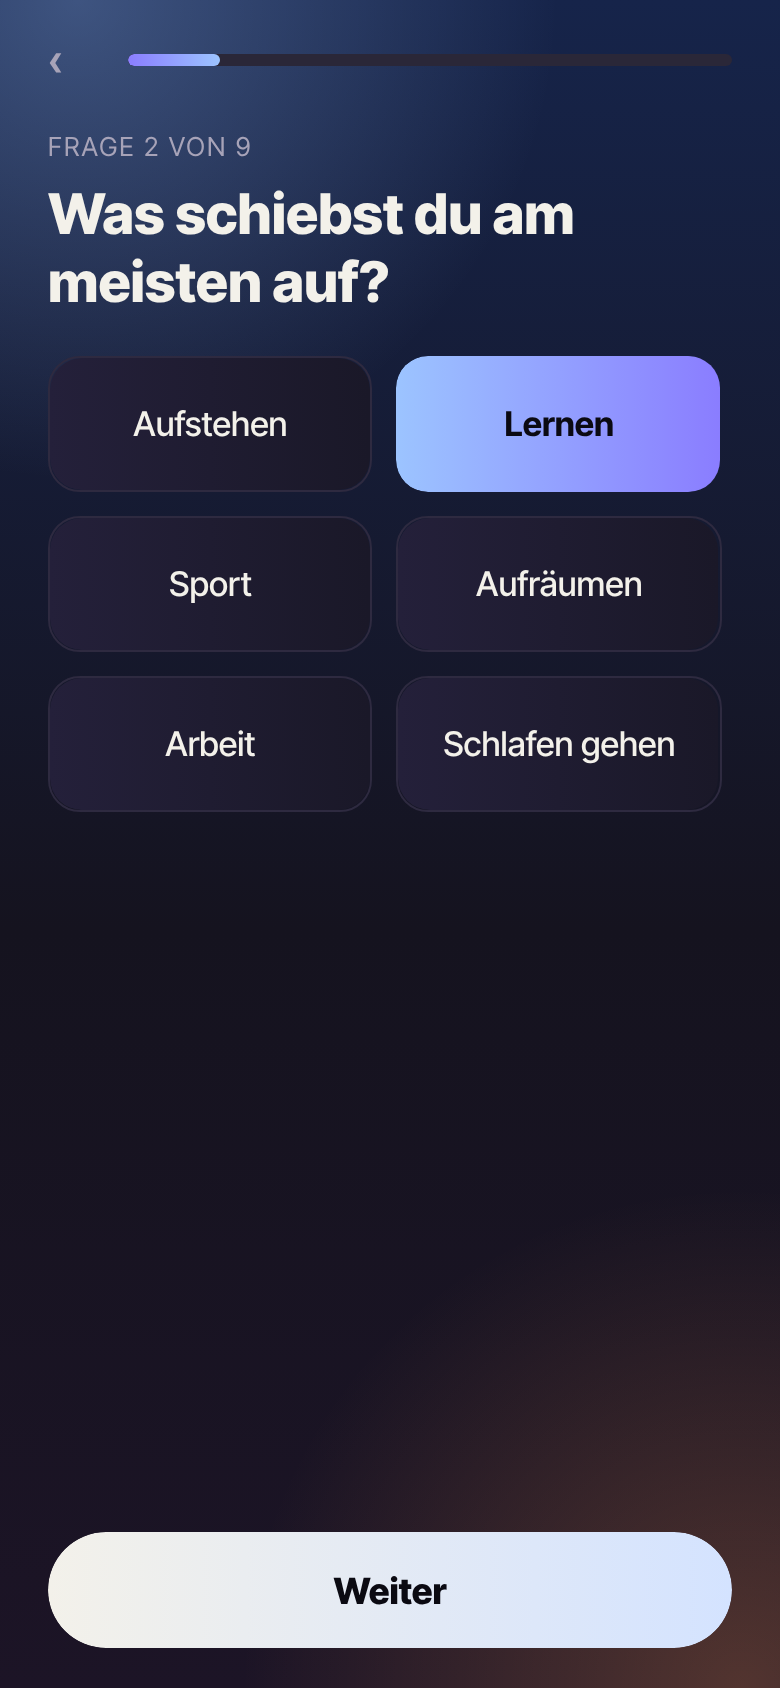 FRAGE 2 VON 9
Was schiebst du am
meisten auf?
Aufstehen
Lernen
Sport
Aufräumen
Arbeit
Schlafen gehen
Weiter